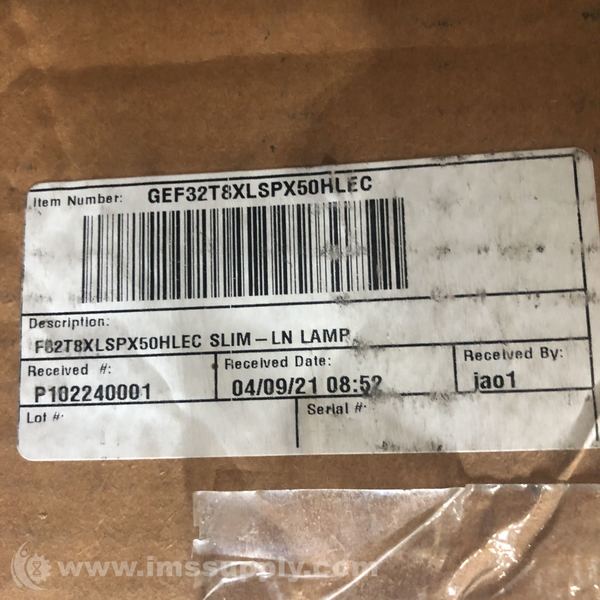 Item Number: GEF32T8XLSPX50HLEC
Description:
F32T8XLSPX50HLEC SLIM-LN LAMP
Received #: Received Date: Received By:
P102240001 04/09/21 08:52 jao1
Lot #: Serial #:
www.imssupply.com